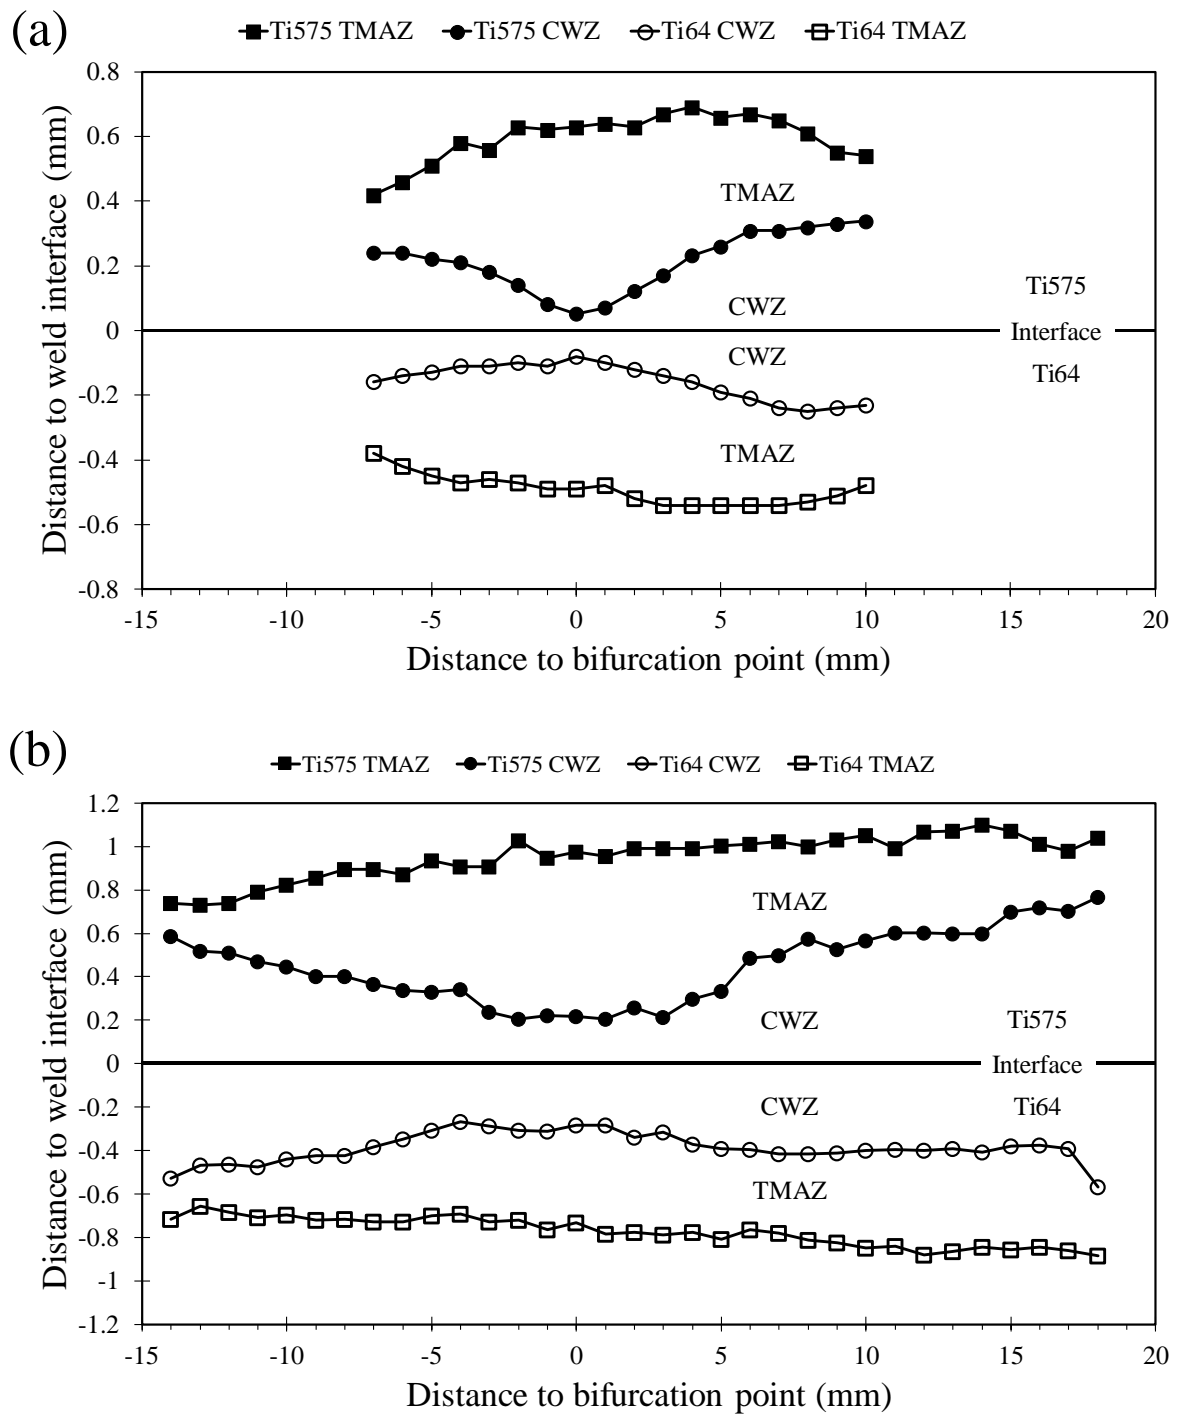 (a)
Ti575 TMAZ Ti575 CWZ Ti64 CWZ Ti64 TMAZ
0.8
0.6
0.4
0.2
0
-0.2
-0.4
-0.6
-0.8
Distance to weld interface (mm)
TMAZ
CWZ
Ti575
Interface
CWZ
Ti64
TMAZ
-15 -10 -5 0 5 10 15 20
Distance to bifurcation point (mm)
(b)
Ti575 TMAZ Ti575 CWZ Ti64 CWZ Ti64 TMAZ
1.2
1
0.8
0.6
0.4
0.2
0
-0.2
-0.4
-0.6
-0.8
-1
-1.2
Distance to weld interface (mm)
TMAZ
CWZ Ti575
Interface
CWZ Ti64
TMAZ
-15 -10 -5 0 5 10 15 20
Distance to bifurcation point (mm)